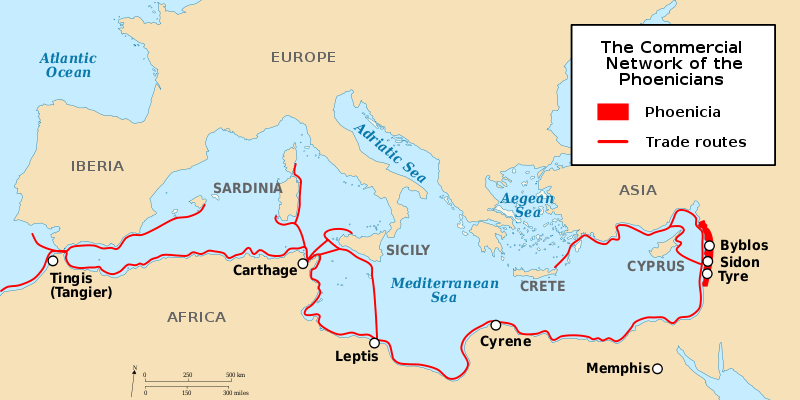 The Commercial
Network of the
Phoenicians
Phoenicia
Trade routes
Atlantic
Ocean
EUROPE
Adriatic Sea
IBERIA
SARDINIA
ASIA
Aegean
Sea
SICILY
Byblos
Sidon
Tyre
CYPRUS
CRETE
Carthage
Tingis
(Tangier)
Mediterranean
Sea
AFRICA
Leptis
Cyrene
Memphis
N
0 250 500 km
0 150 300 miles